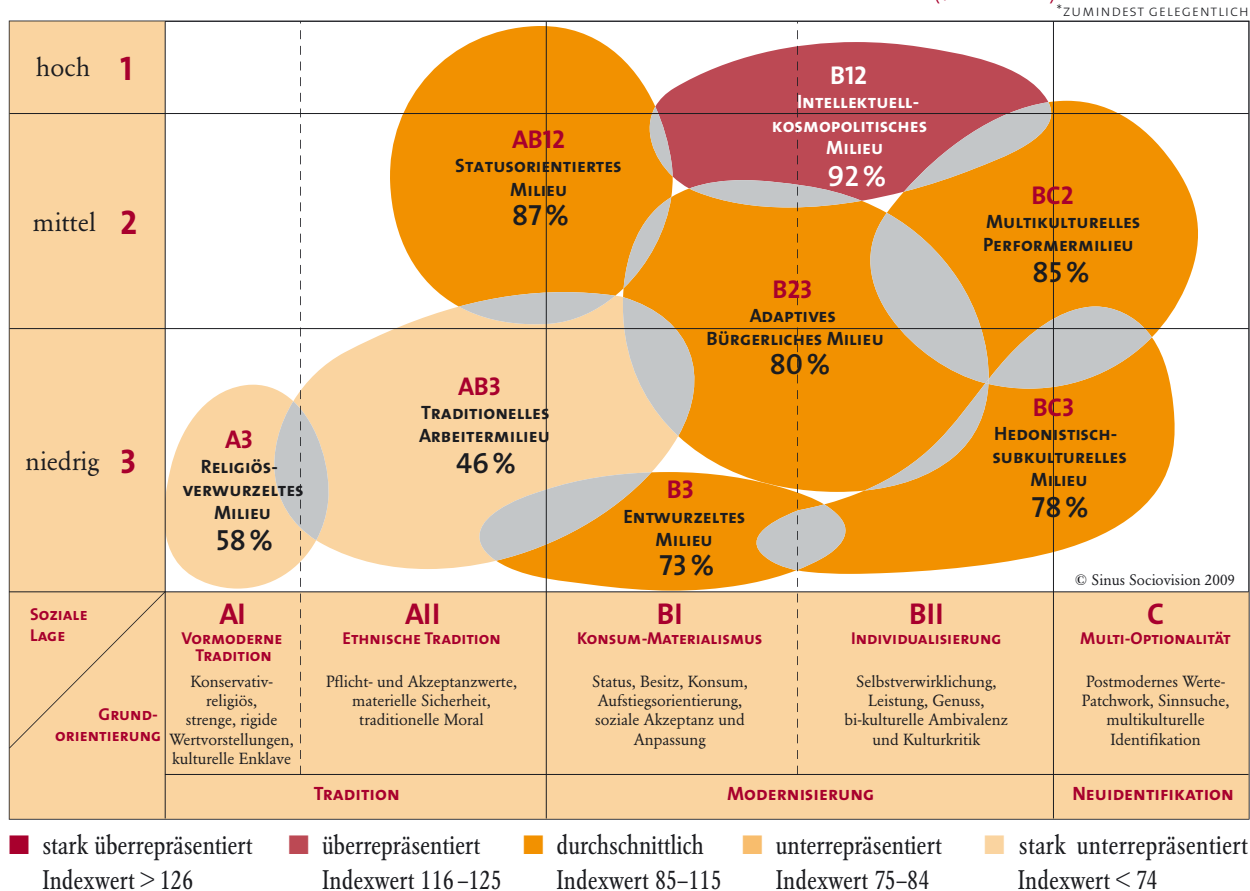 *ZUMINDEST GELEGENTLICH
hoch 1
mittel 2
niedrig 3
AB12
STATUSORIENTIERTES
MILIEU
87%
B12
INTELLEKTUELL-
KOSMOPOLITISCHES
MILIEU
92%
BC2
MULTIKULTURELLES
PERFORMERMILIEU
85%
B23
ADAPTIVES
BÜRGERLICHES MILIEU
80%
AB3
TRADITIONELLES
ARBEITERMILIEU
46%
A3
RELIGIÖS-
VERWURZELTES
MILIEU
58%
B3
ENTWURZELTES
MILIEU
73%
BC3
HEDONISTISCH-
SUBKULTURELLES
MILIEU
78%
© Sinus Sociovision 2009
SOZIALE
LAGE
GRUND-
ORIENTIERUNG
AI
VORMODERNE
TRADITION
Konservativ-
religiös,
strenge, rigide
Wertvorstellungen,
kulturelle Enklave
AII
ETHNISCHE TRADITION
Pflicht- und Akzeptanzwerte,
materielle Sicherheit,
traditionelle Moral
BI
KONSUM-MATERIALISMUS
Status, Besitz, Konsum,
Aufstiegsorientierung,
soziale Akzeptanz und
Anpassung
BII
INDIVIDUALISIERUNG
Selbstverwirklichung,
Leistung, Genuss,
bi-kulturelle Ambivalenz
und Kulturkritik
C
MULTI-OPTIONALITÄT
Postmodernes Werte-
Patchwork, Sinnsuche,
multikulturelle
Identifikation
TRADITION
MODERNISIERUNG
NEUIDENTIFIKATION
stark überrepräsentiert
Indexwert > 126
überrepräsentiert
Indexwert 116–125
durchschnittlich
Indexwert 85–115
unterrepräsentiert
Indexwert 75–84
stark unterrepräsentiert
Indexwert < 74